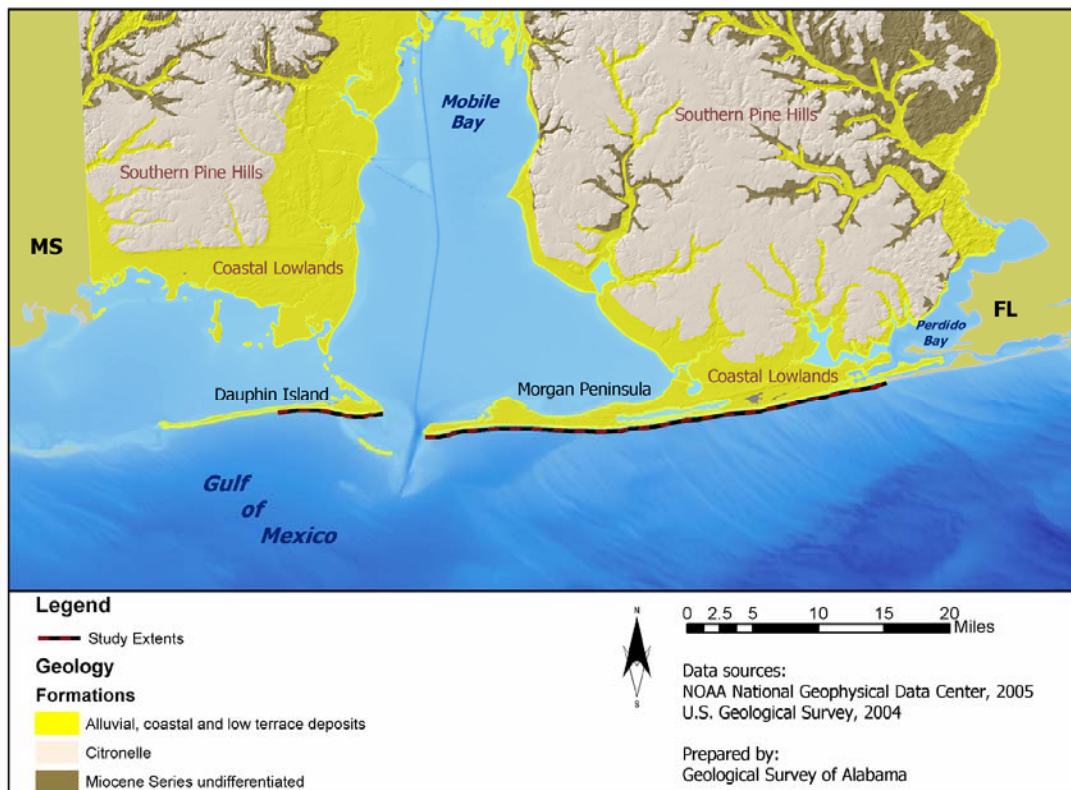 Mobile
Bay
Southern Pine Hills
Southern Pine Hills
MS
Coastal Lowlands
FL
Perdido
Bay
Dauphin Island
Morgan Peninsula
Coastal Lowlands
Gulf
of
Mexico
Legend
Study Extents
Geology
Formations
Alluvial, coastal and low terrace deposits
Citronelle
Miocene Series undifferentiated
N
S
0 2.5 5 10 15 20
Miles
Data sources:
NOAA National Geophysical Data Center, 2005
U.S. Geological Survey, 2004
Prepared by:
Geological Survey of Alabama